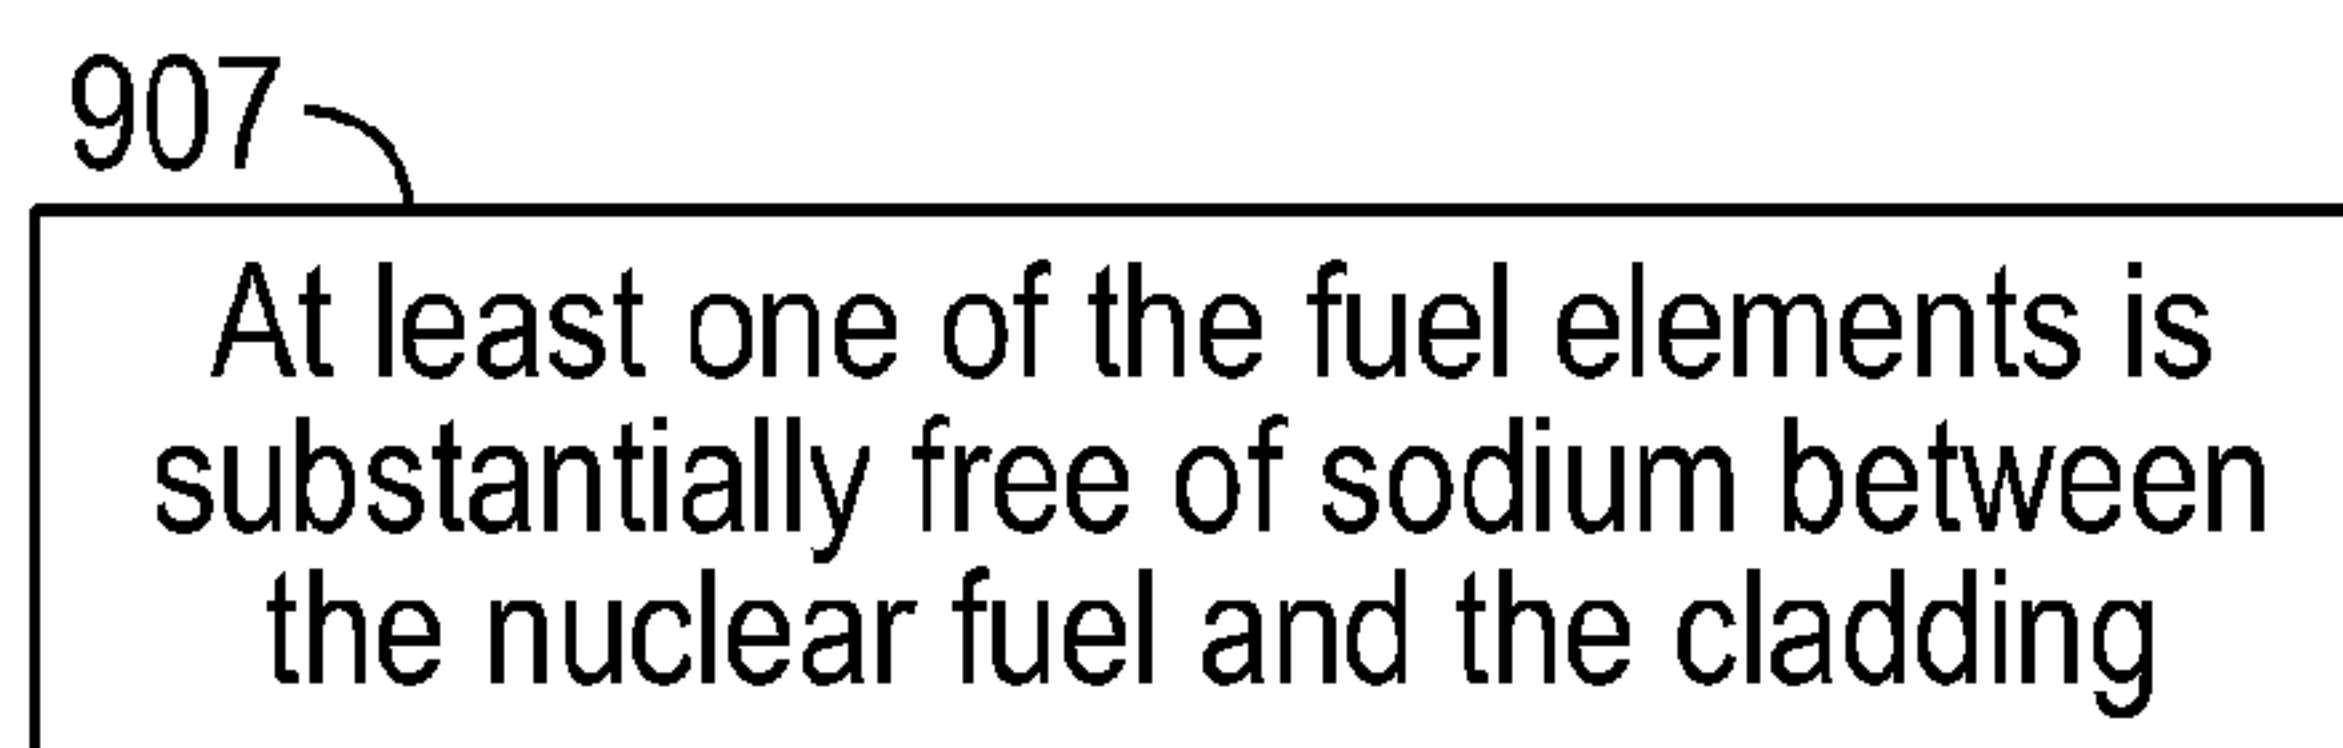 907
At least one of the fuel elements is
substantially free of sodium between
the nuclear fuel and the cladding